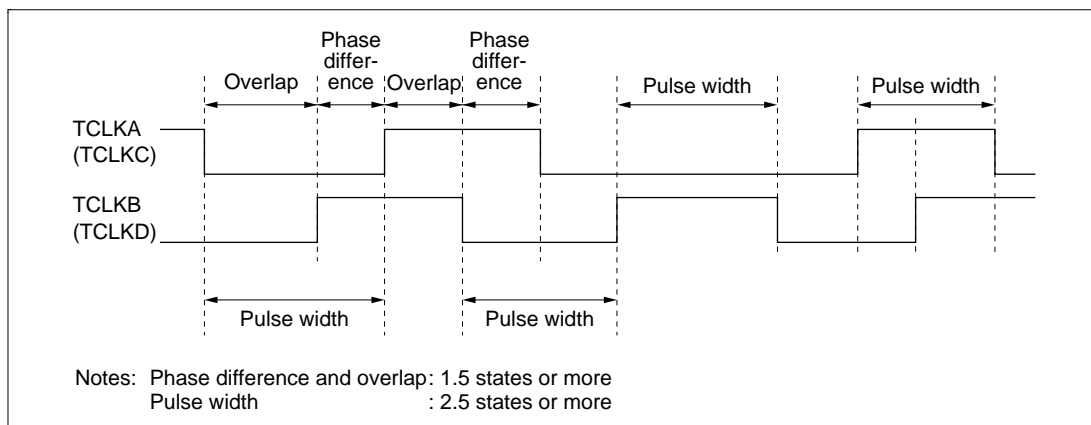 Phase
differ-
ence
Phase
differ-
ence
Overlap
Overlap
Pulse width
Pulse width
TCLKA
(TCLKC)
TCLKB
(TCLKD)
Pulse width
Pulse width
Notes: Phase difference and overlap : 1.5 states or more
Pulse width : 2.5 states or more